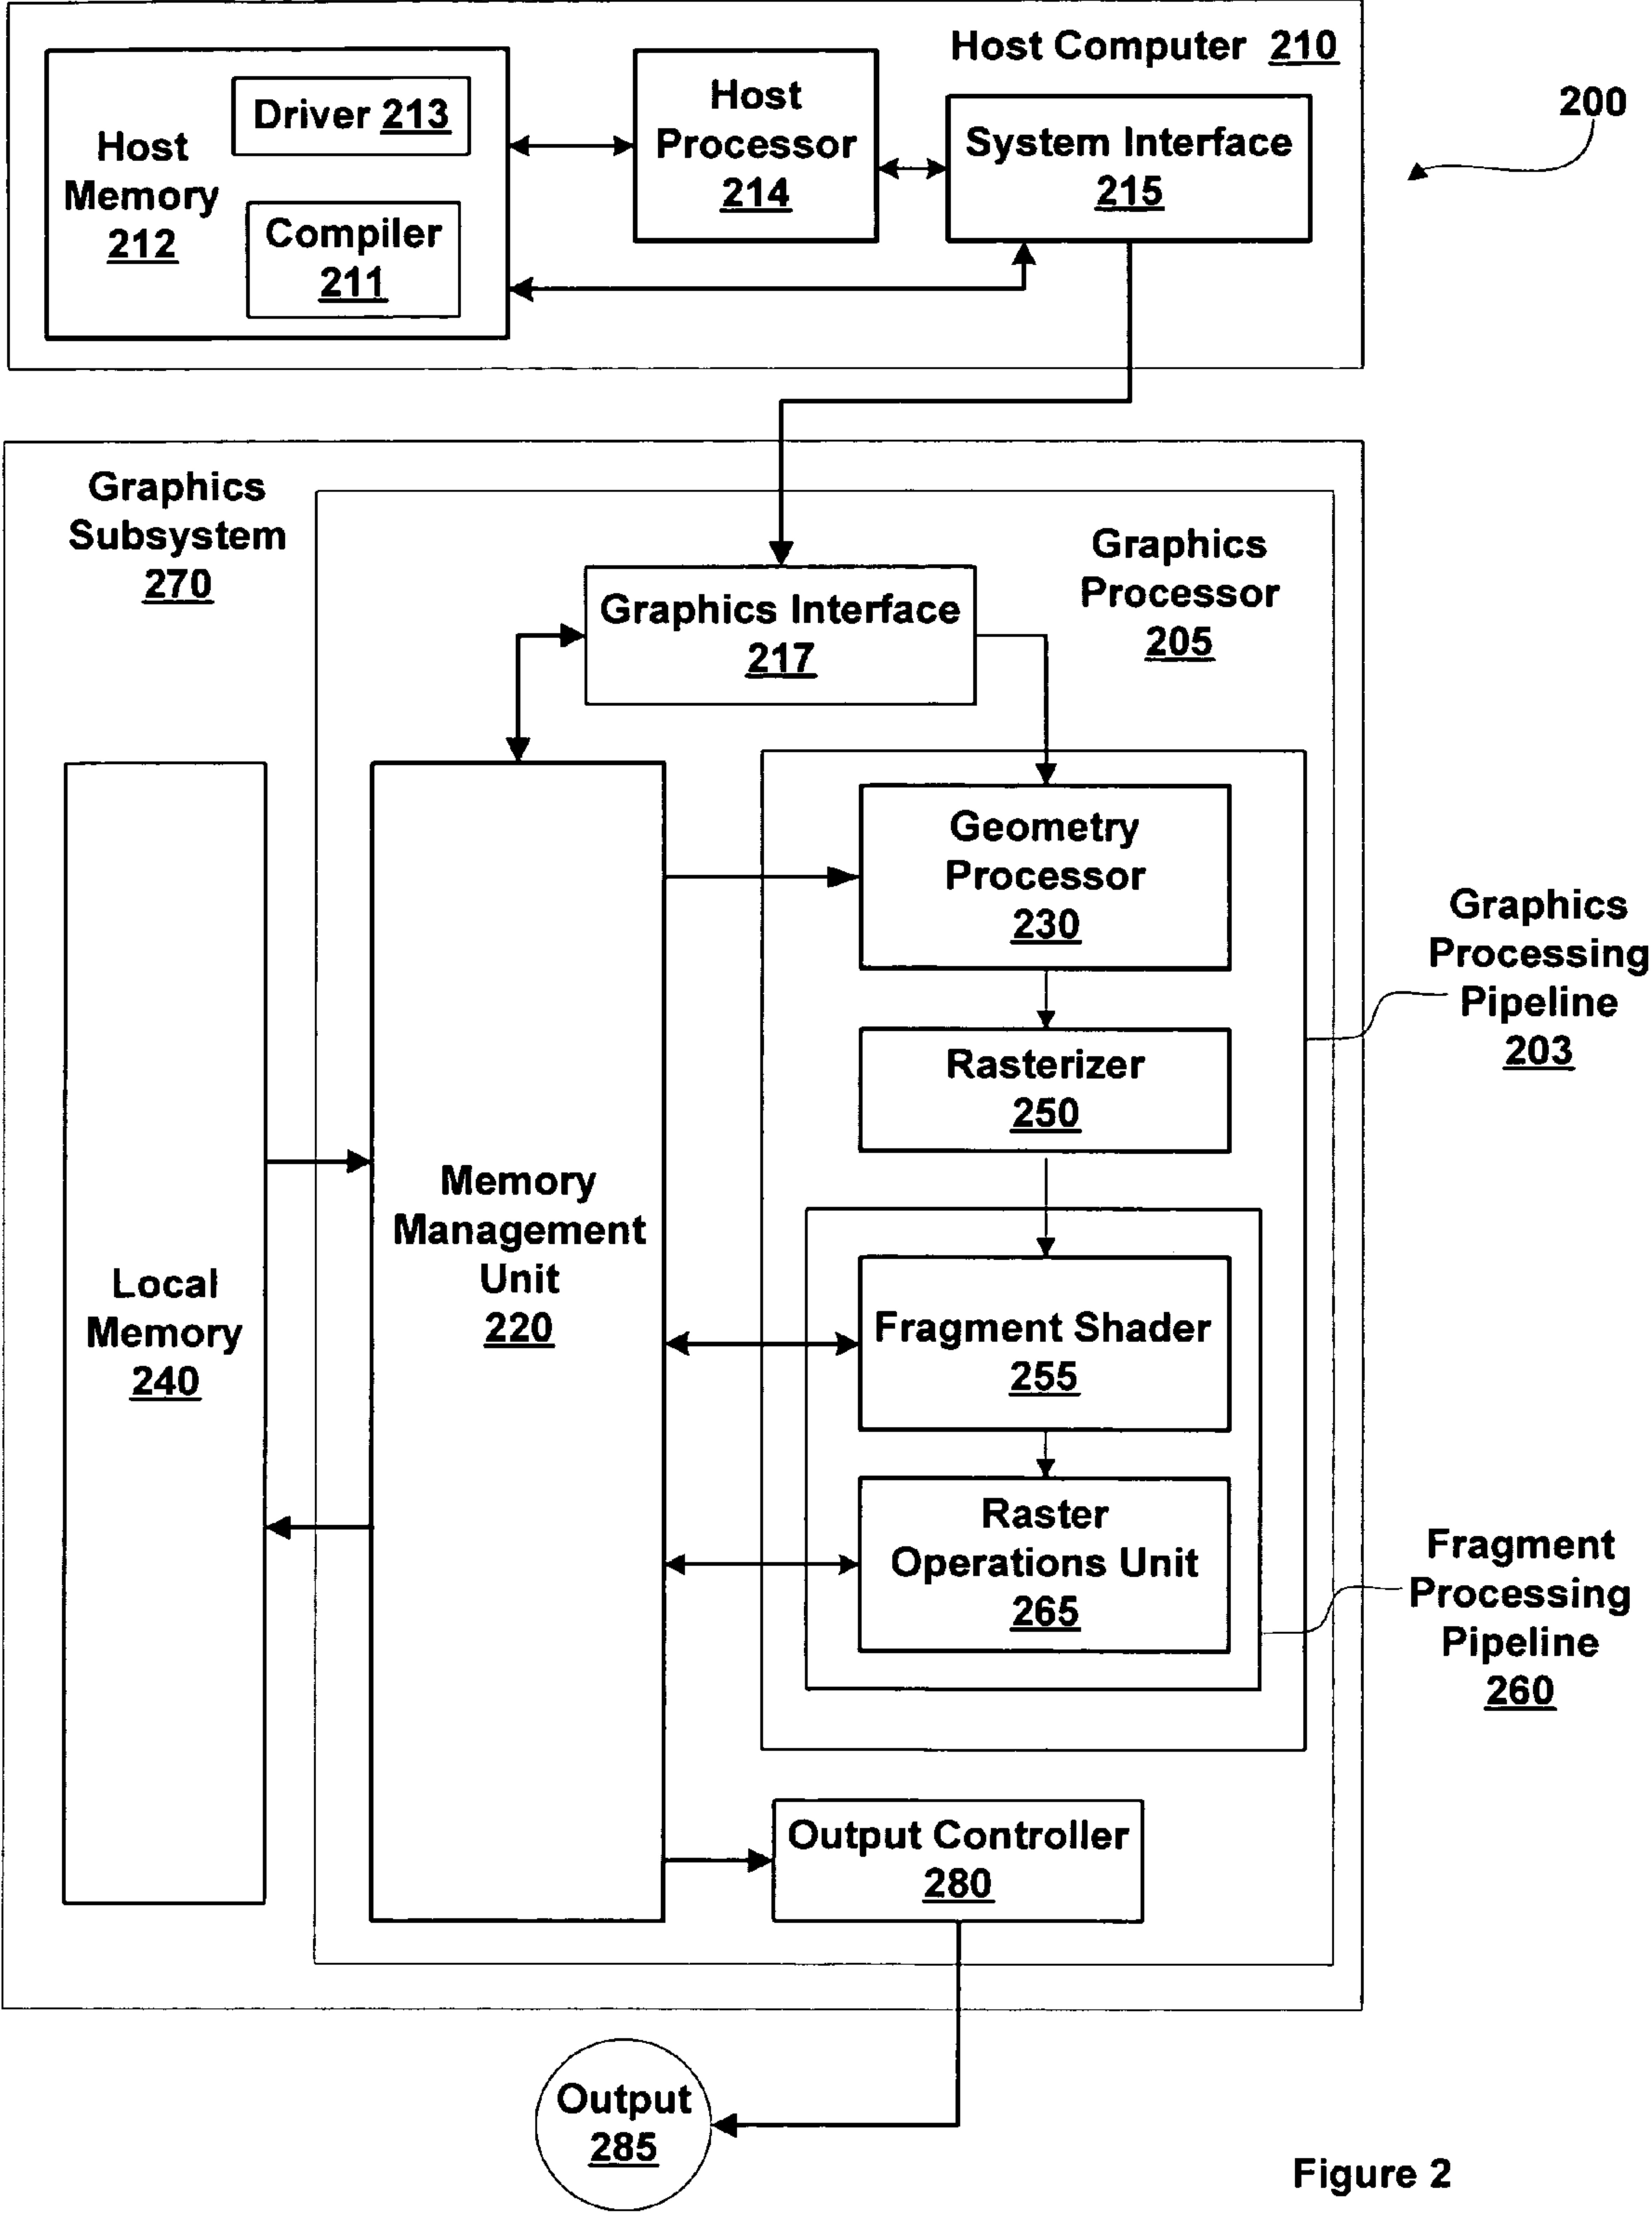 Host Computer 210
Driver 213
Host
Memory
212
Compiler
211
Host
Processor
214
System Interface
215
200
Graphics
Subsystem
270
Graphics
Processor
205
Graphics Interface
217
Geometry
Processor
230
Graphics
Processing
Pipeline
203
Rasterizer
250
Memory
Management
Unit
220
Local
Memory
240
Fragment Shader
255
Raster
Operations Unit
265
Fragment
Processing
Pipeline
260
Output Controller
280
Output
285
Figure 2